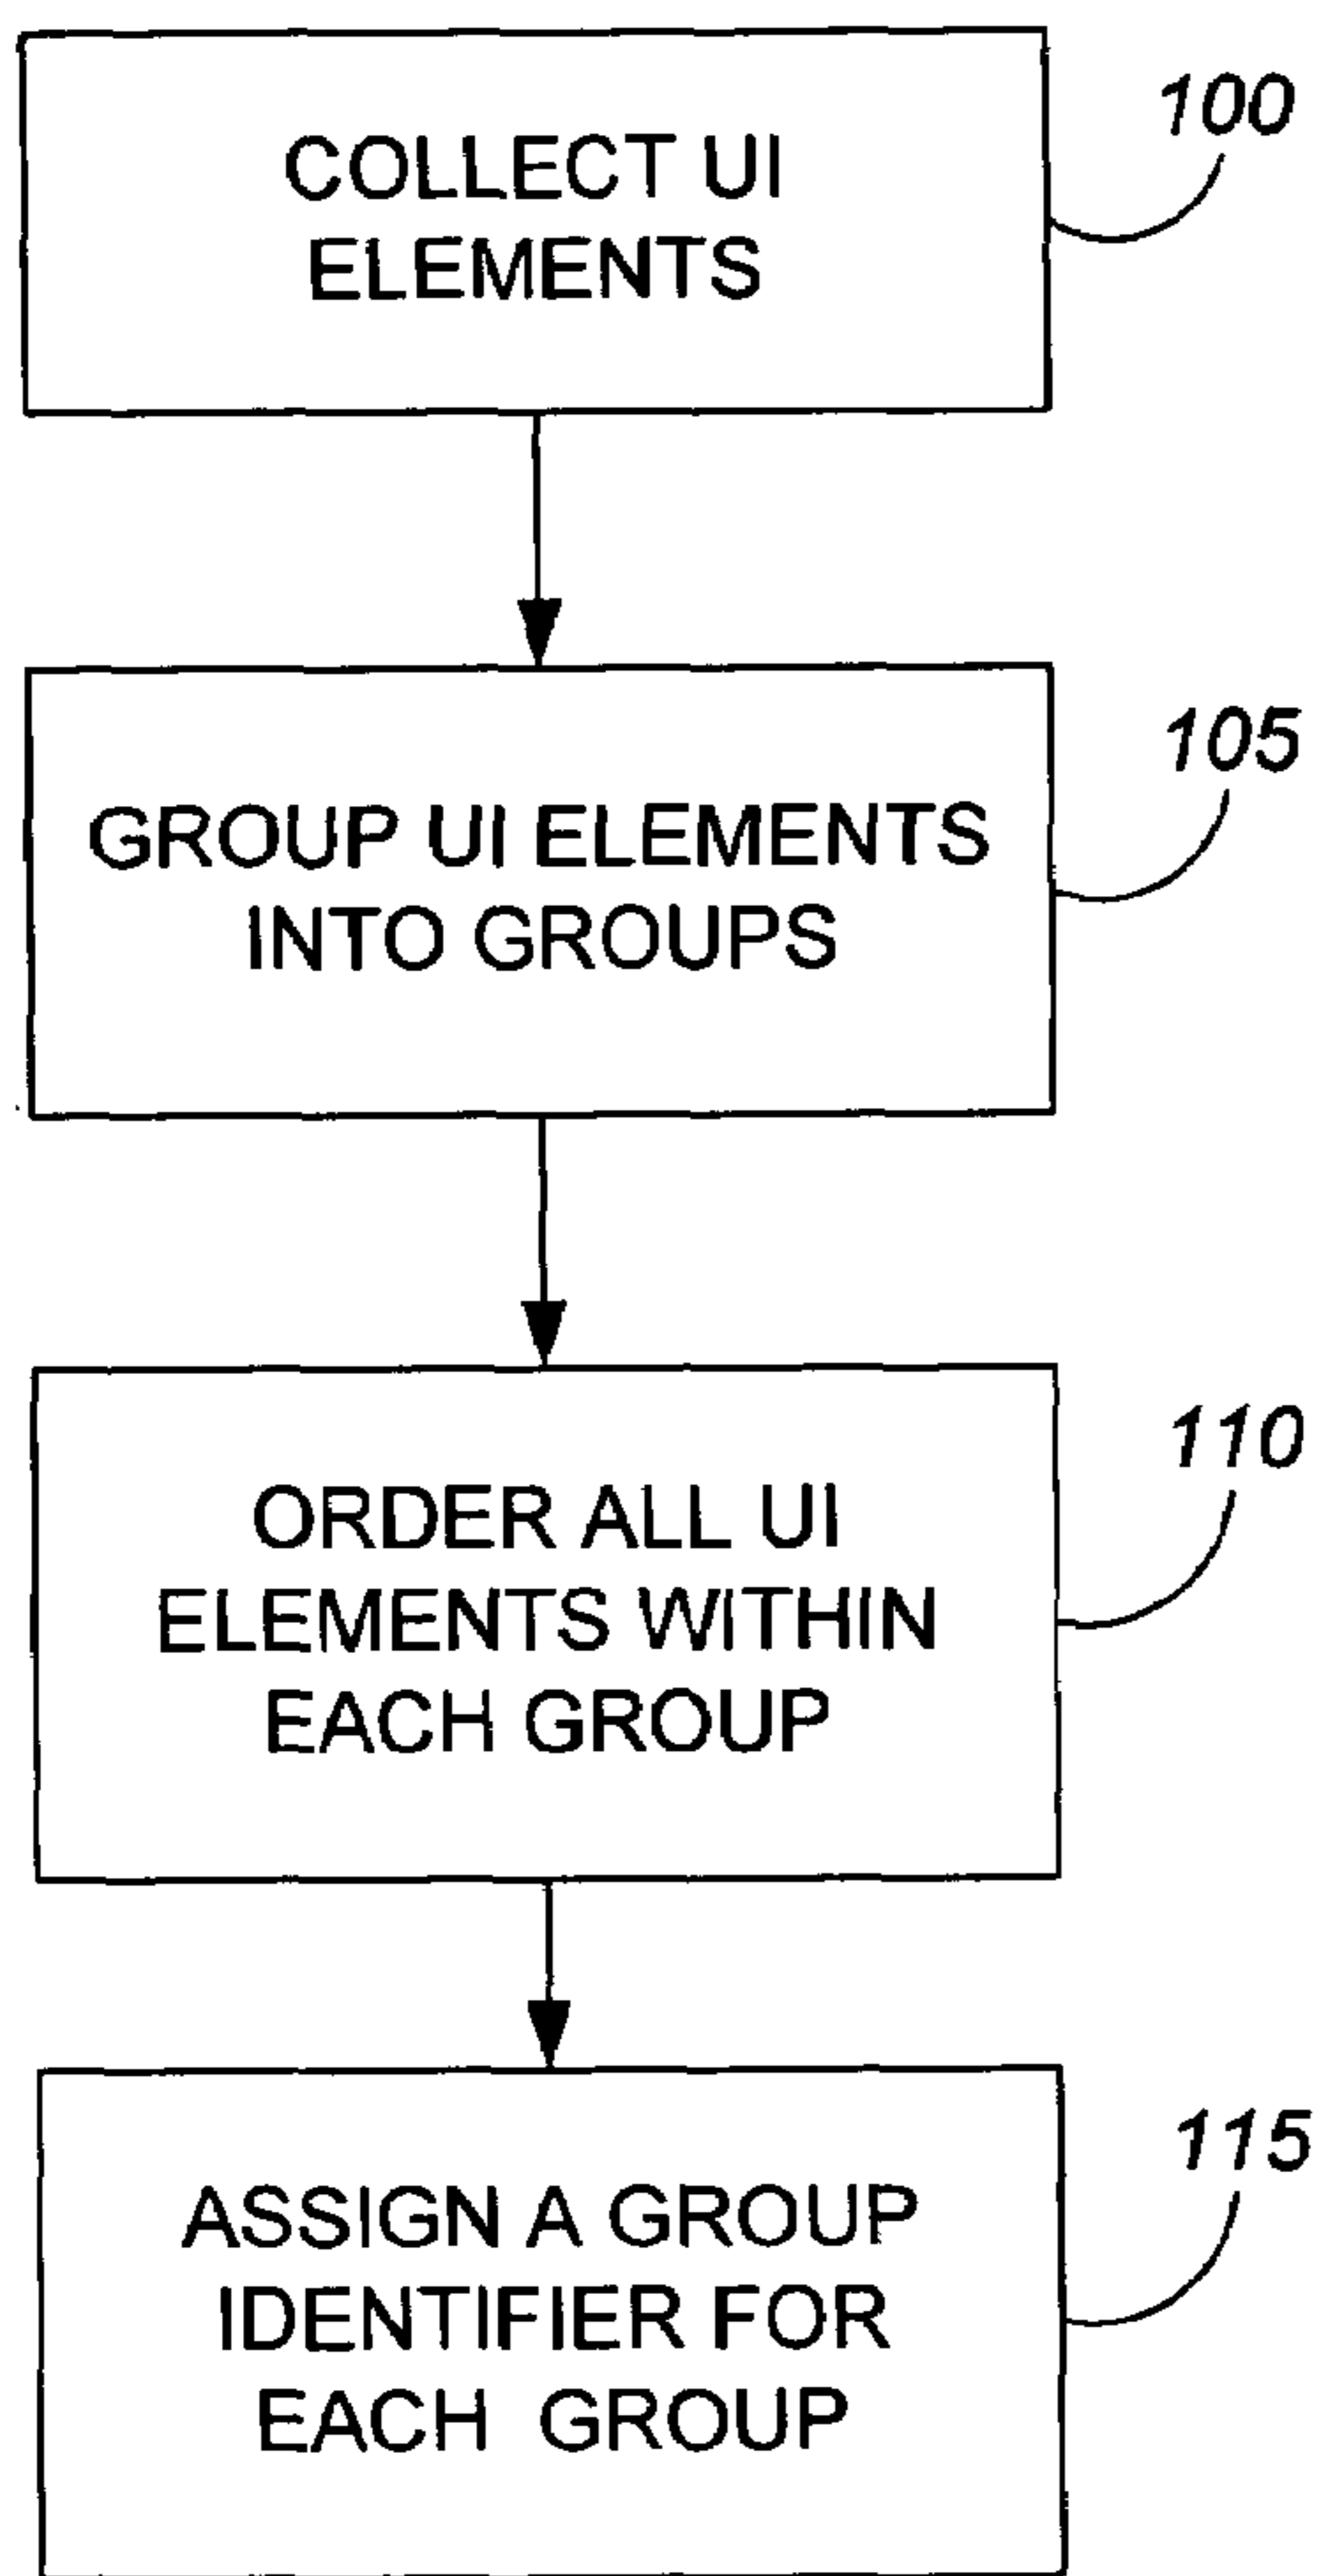 COLLECT UI
ELEMENTS
100
GROUP UI ELEMENTS
INTO GROUPS
105
ORDER ALL UI
ELEMENTS WITHIN
EACH GROUP
110
ASSIGN A GROUP
IDENTIFIER FOR
EACH GROUP
115